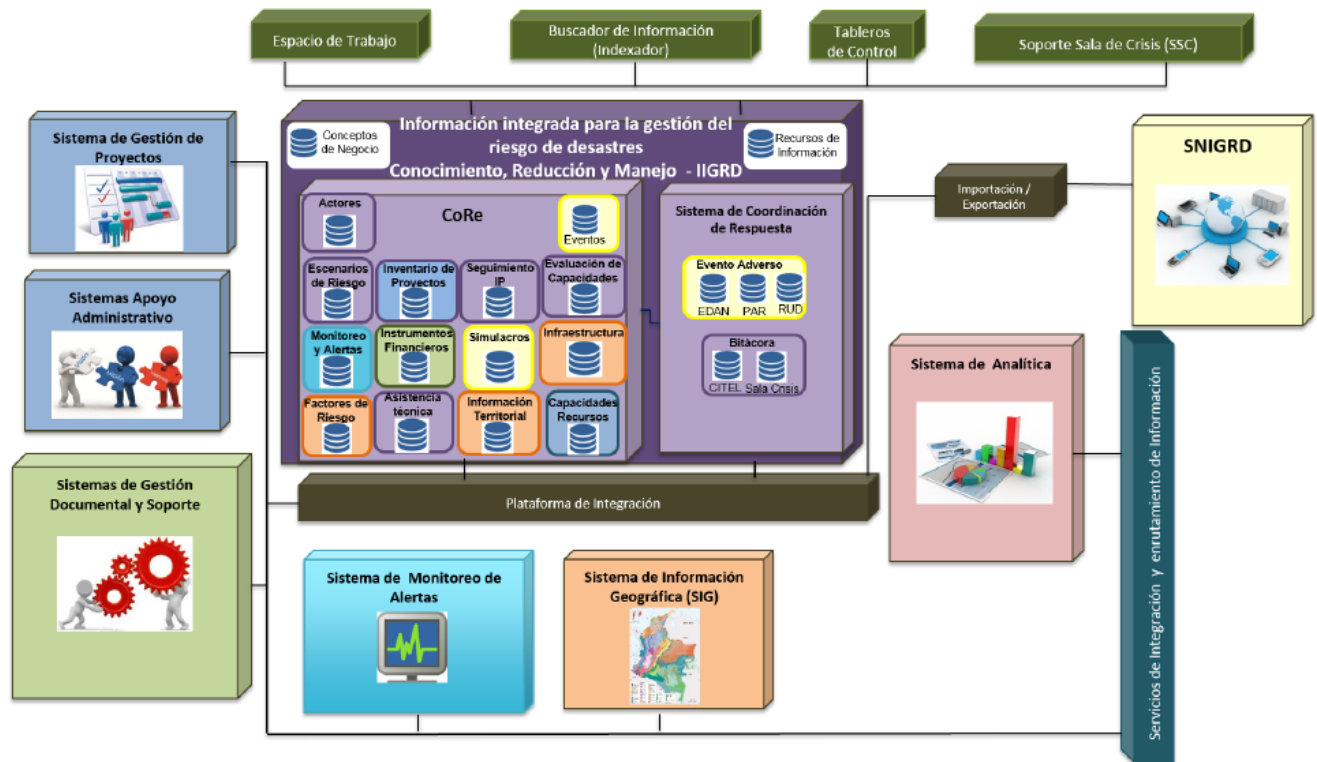 Espacio de Trabajo
Buscador de Información
(Indexador)
Tableros
de Control
Soporte Sala de Crisis (SSC)
Sistema de Gestión de
Proyectos
Conceptos
de Negocio
Información integrada para la gestión del
riesgo de desastres
Conocimiento, Reducción y Manejo - IIGRD
Recursos de
Información
SNIGRD
Importación /
Exportación
Actores
CoRe
Eventos
Sistema de Coordinación
de Respuesta
Escenarios
de Riesgo
Inventario de
Proyectos
Seguimiento
IP
Evaluación de
Capacidades
Evento Adverso
EDAN
PAR
RUD
Sistemas Apoyo
Administrativo
Monitoreo
y Alertas
Instrumentos
Financieros
Simulacros
Infraestructura
Bitácora
CITEL
Sala Crisis
Sistema de Analítica
Factores de
Riesgo
Asistencia
técnica
Información
Territorial
Capacidades
Recursos
Sistemas de Gestión
Documental y Soporte
Plataforma de Integración
Servicios de Integración y enrutamiento de Información
Sistema de Monitoreo de
Alertas
Sistema de Información
Geográfica (SIG)